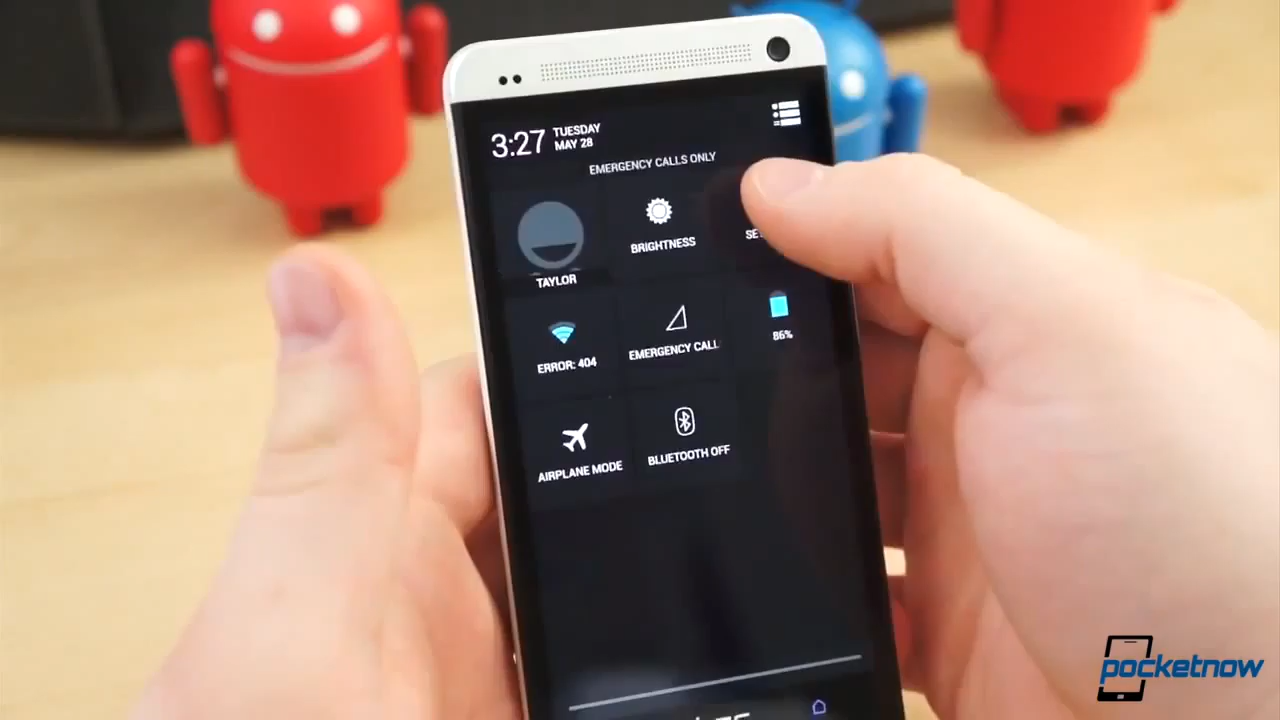 3:27 TUESDAY
MAY 28
EMERGENCY CALLS ONLY
BRIGHTNESS
TAYLOR
86%
EMERGENCY CALL
ERROR: 404
BLUETOOTH OFF
AIRPLANE MODE
pocketnow